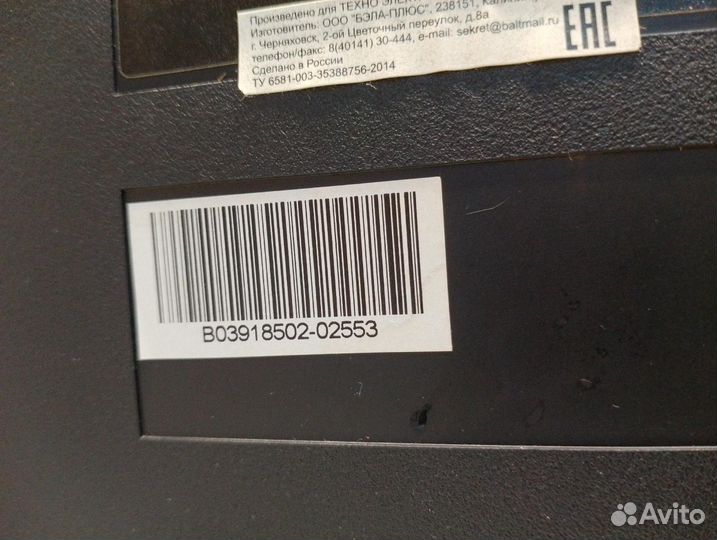 Произведено для ТЕХНО
Изготовитель: ООО "БЭЛА-ПЛЮС", 238151,
г. Черняховск, 2-ой Цветочный переулок, д.8а
телефон/факс: 8(40141) 30-444, e-mail: sekret@baltmail.ru
Сделано в России
ТУ 6581-003-35388756-2014
EAC
B03918502-02553
Avito